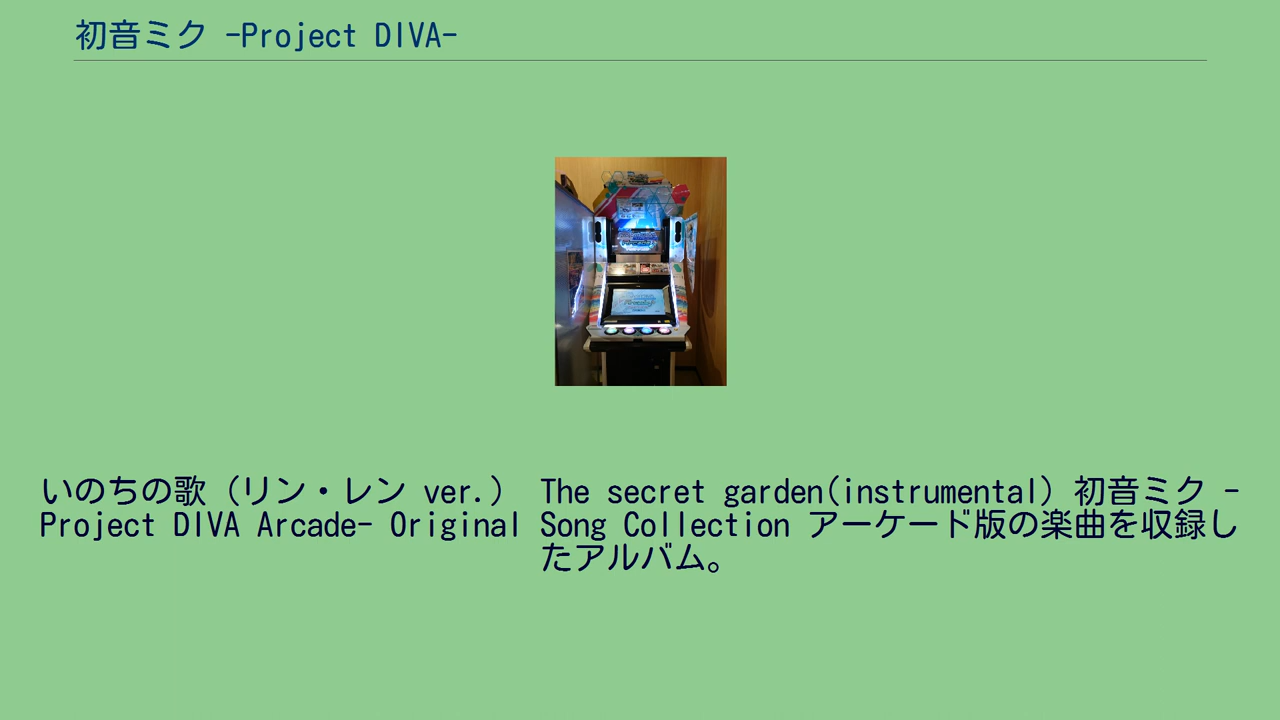 初音ミク -Project DIVA-
いのちの歌（リン・レン ver.） The secret garden(instrumental) 初音ミク -
Project DIVA Arcade- Original Song Collection アーケード版の楽曲を収録し
たアルバム。